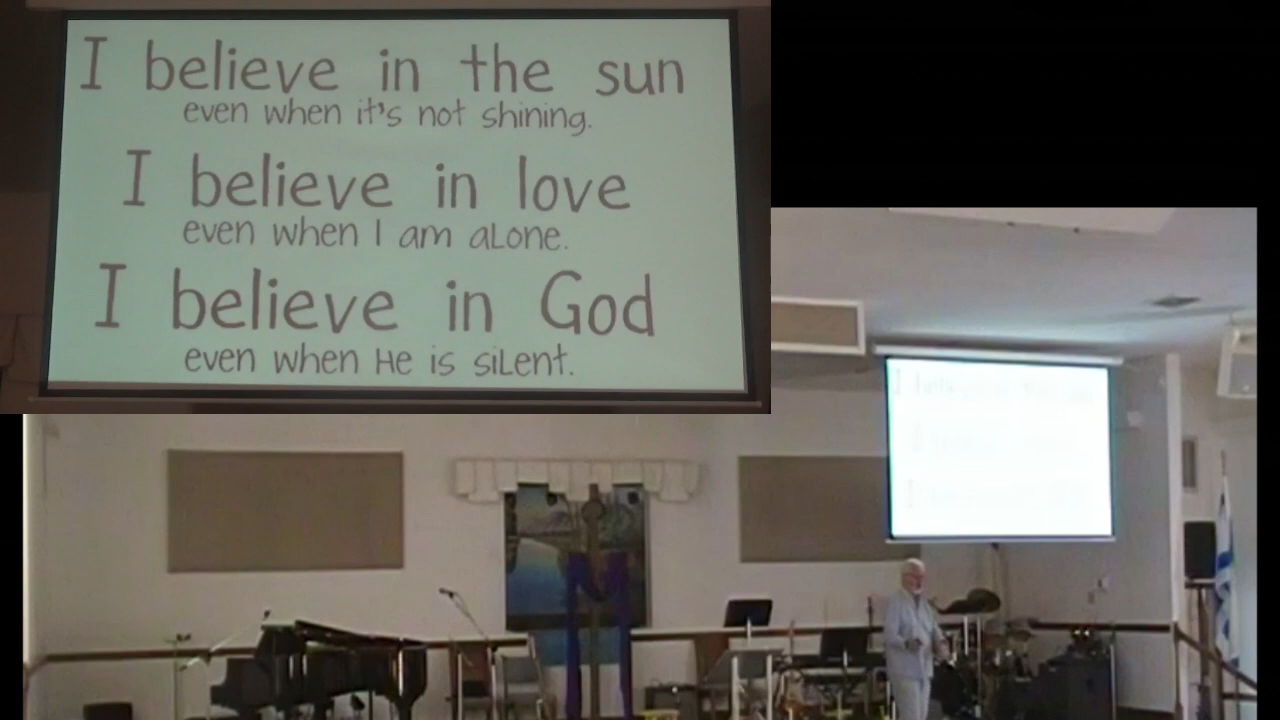 I believe in the sun
even when it's not shining.
I believe in love
even when I am aLone.
I believe in God
even when He is siLent.